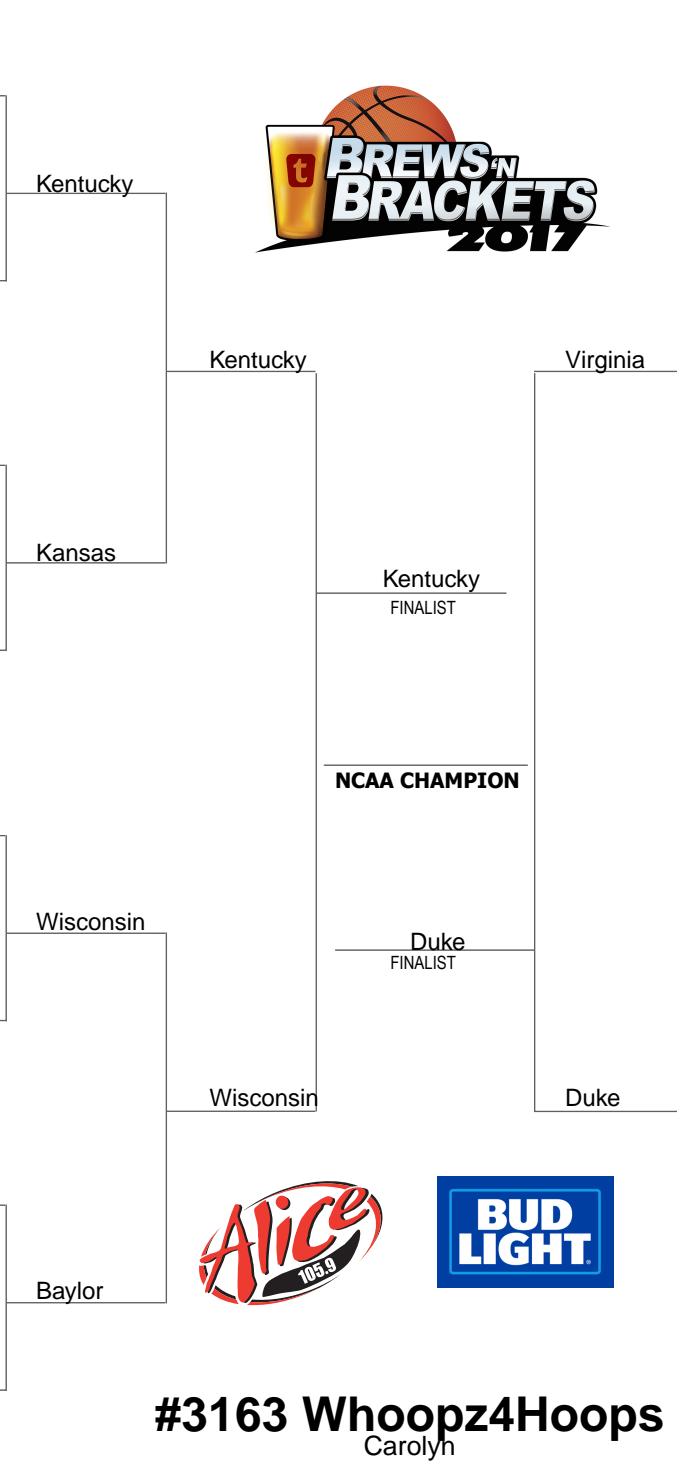 t
BREWS 'N
BRACKETS
2017
Kentucky
Kentucky
Virginia
Kansas
Kentucky
FINALIST
NCAA CHAMPION
Wisconsin
Duke
FINALIST
Wisconsin
Duke
Alice
105.9
BUD
LIGHT.
Baylor
#3163 Whoopz4Hoops
Carolyn